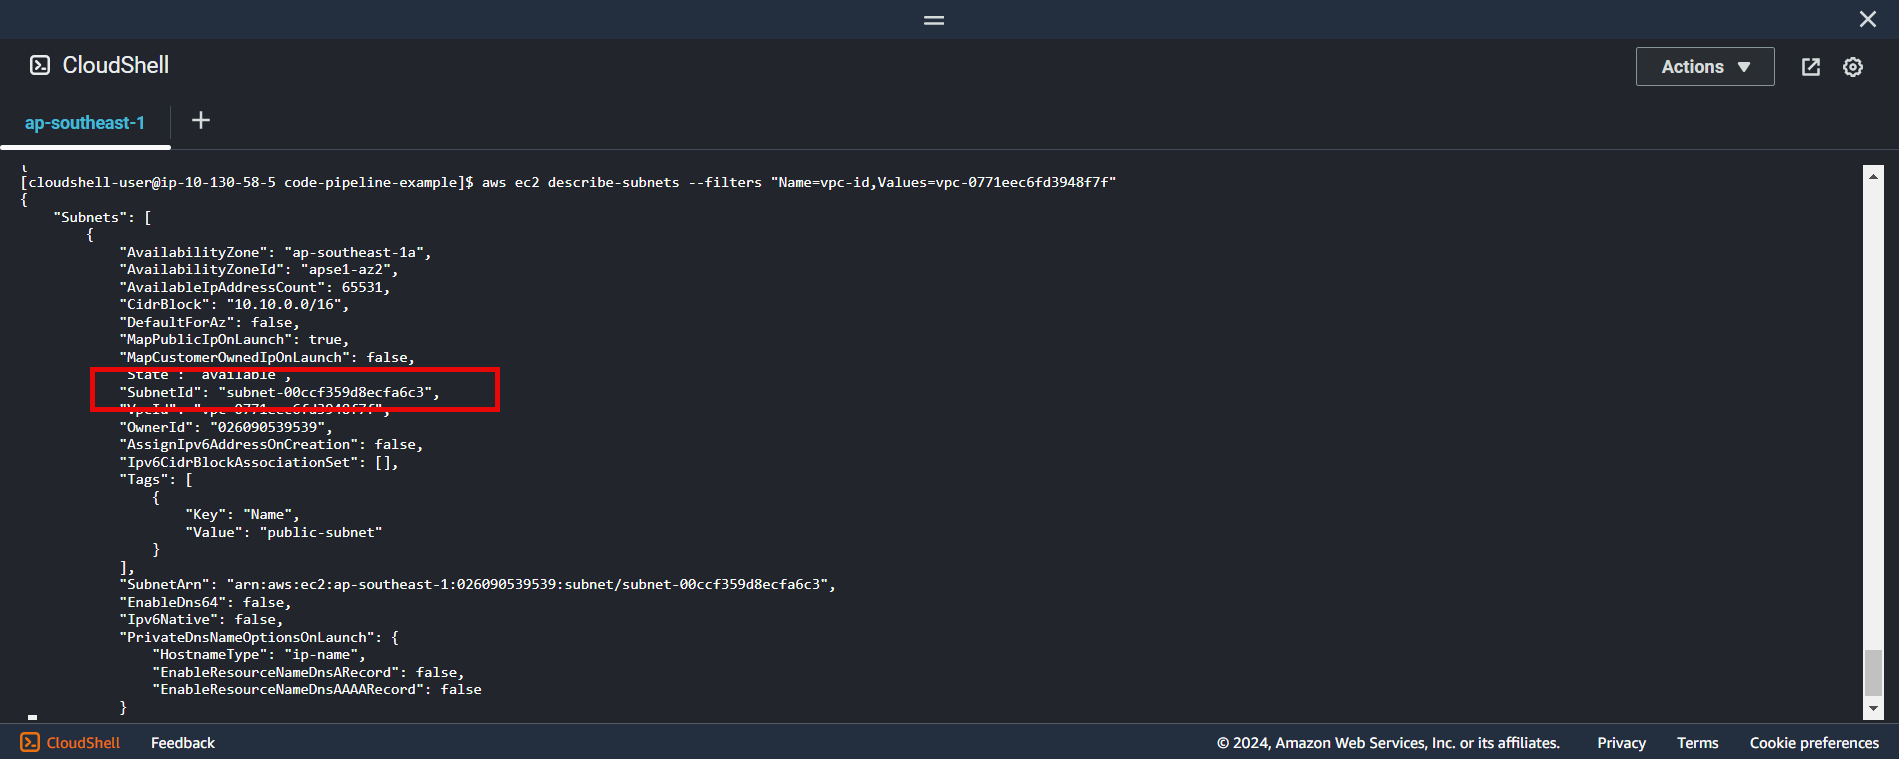 CloudShell
Actions
ap-southeast-1
[cloudshell-user@ip-10-130-58-5 code-pipeline-example]$ aws ec2 describe-subnets --filters "Name=vpc-id,Values=vpc-0771eec6fd3948f7f"
{
    "Subnets": [
        {
            "AvailabilityZone": "ap-southeast-1a",
            "AvailabilityZoneId": "apse1-az2",
            "AvailableIpAddressCount": 65531,
            "CidrBlock": "10.10.0.0/16",
            "DefaultForAz": false,
            "MapPublicIpOnLaunch": true,
            "MapCustomerOwnedIpOnLaunch": false,
            "State": "available",
            "SubnetId": "subnet-00ccf359d8ecfa6c3",
            "VpcId": "vpc-0771eec6fd3948f7f",
            "OwnerId": "026090539539",
            "AssignIpv6AddressOnCreation": false,
            "Ipv6CidrBlockAssociationSet": [],
            "Tags": [
                {
                    "Key": "Name",
                    "Value": "public-subnet"
                }
            ],
            "SubnetArn": "arn:aws:ec2:ap-southeast-1:026090539539:subnet/subnet-00ccf359d8ecfa6c3",
            "EnableDns64": false,
            "Ipv6Native": false,
            "PrivateDnsNameOptionsOnLaunch": {
                "HostnameType": "ip-name",
                "EnableResourceNameDnsARecord": false,
                "EnableResourceNameDnsAAAARecord": false
            }
CloudShell Feedback © 2024, Amazon Web Services, Inc. or its affiliates. Privacy Terms Cookie preferences